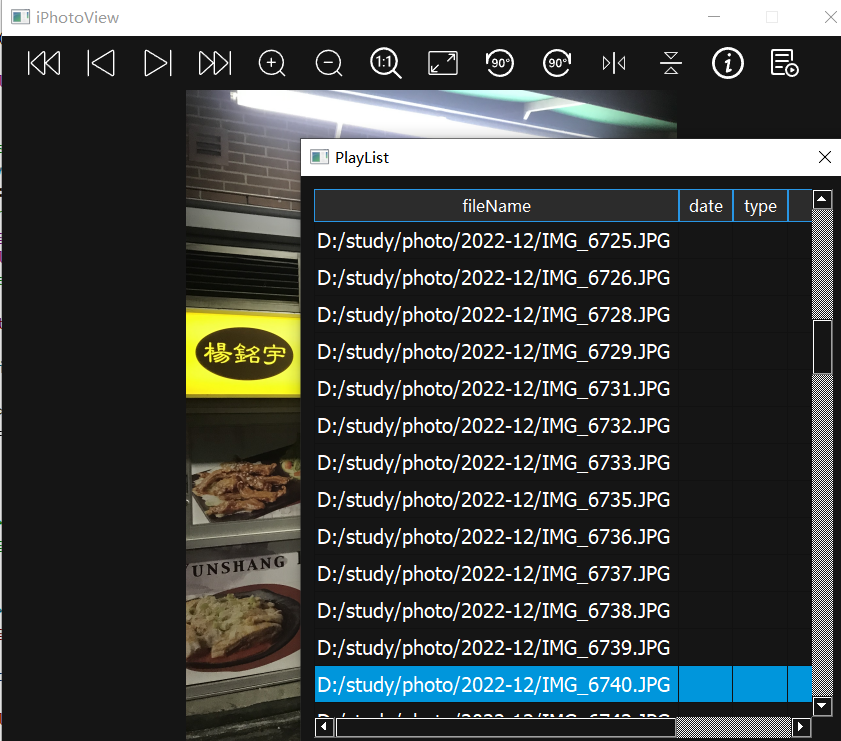 iPhotoView
1:1
90°
90°
i
PlayList
fileName
date
type
D:/study/photo/2022-12/IMG_6725.JPG
D:/study/photo/2022-12/IMG_6726.JPG
D:/study/photo/2022-12/IMG_6728.JPG
D:/study/photo/2022-12/IMG_6729.JPG
D:/study/photo/2022-12/IMG_6731.JPG
D:/study/photo/2022-12/IMG_6732.JPG
D:/study/photo/2022-12/IMG_6733.JPG
D:/study/photo/2022-12/IMG_6735.JPG
D:/study/photo/2022-12/IMG_6736.JPG
D:/study/photo/2022-12/IMG_6737.JPG
D:/study/photo/2022-12/IMG_6738.JPG
D:/study/photo/2022-12/IMG_6739.JPG
D:/study/photo/2022-12/IMG_6740.JPG
楊銘宇
YUNSHANG